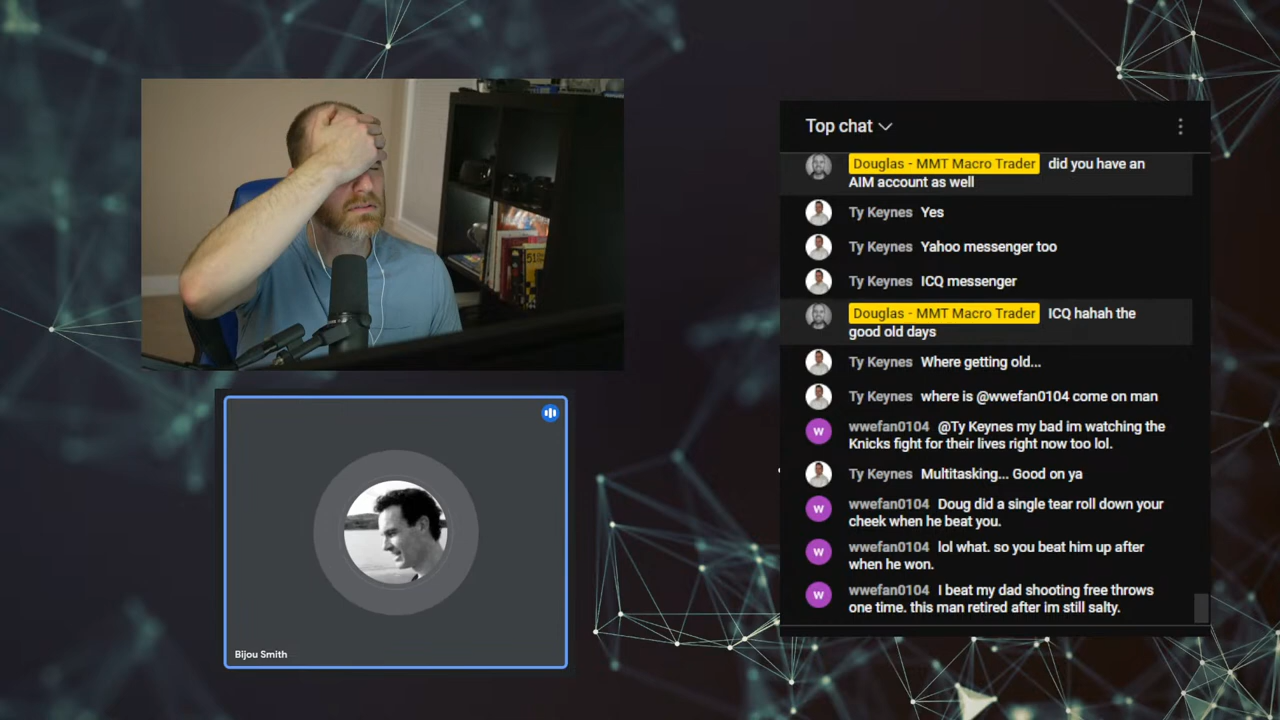 Top chat
Douglas - MMT Macro Trader did you have an
AIM account as well
Ty Keynes Yes
Ty Keynes Yahoo messenger too
Ty Keynes ICQ messenger
Douglas - MMT Macro Trader ICQ hahah the
good old days
Ty Keynes Where getting old...
Ty Keynes where is @wwefan0104 come on man
W wwefan0104 @Ty Keynes my bad im watching the
Knicks fight for their lives right now too lol.
Ty Keynes Multitasking... Good on ya
W wwefan0104 Doug did a single tear roll down your
cheek when he beat you.
W wwefan0104 lol what. so you beat him up after
when he won.
W wwefan0104 I beat my dad shooting free throws
one time. this man retired after im still salty.
Bijou Smith
51